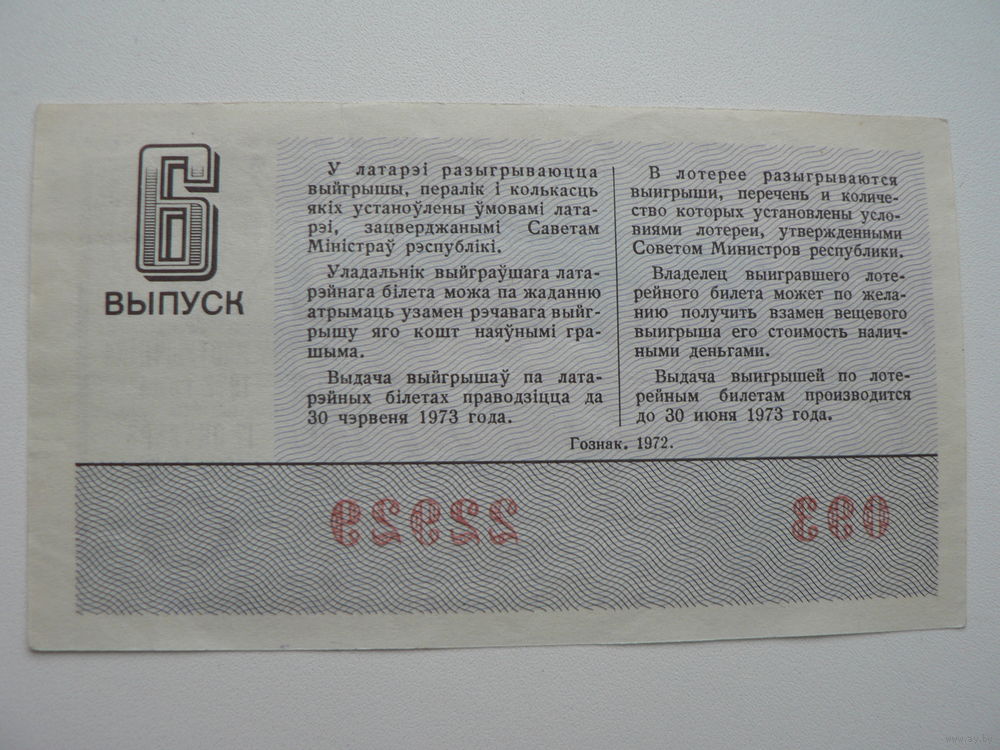 6
ВЫПУСК
У латарэі разыгрываюцца
выйгрышы, пералік і колькасць
якіх устаноўлены ўмовамі лата-
рэі, зацверджанымі Саветам
Міністраў рэспублікі.
Уладальнік выйграўшага лата-
рэйнага білета можа па жаданню
атрымаць узамен рэчавага выйг-
рышу яго кошт наяўнымі гра-
шыма.
Выдача выйгрышаў па лата-
рэйных білетах праводзіцца да
30 чэрвеня 1973 года.
В лотерее разыгрываются
выигрыши, перечень и количе-
ство которых установлены усло-
виями лотереи, утвержденными
Советом Министров республики.
Владелец выигравшего лоте-
рейного билета может по жела-
нию получить взамен вещевого
выигрыша его стоимость налич-
ными деньгами.
Выдача выигрышей по лоте-
рейным билетам производится
до 30 июня 1973 года.
Гознак. 1972.
www.ay.by